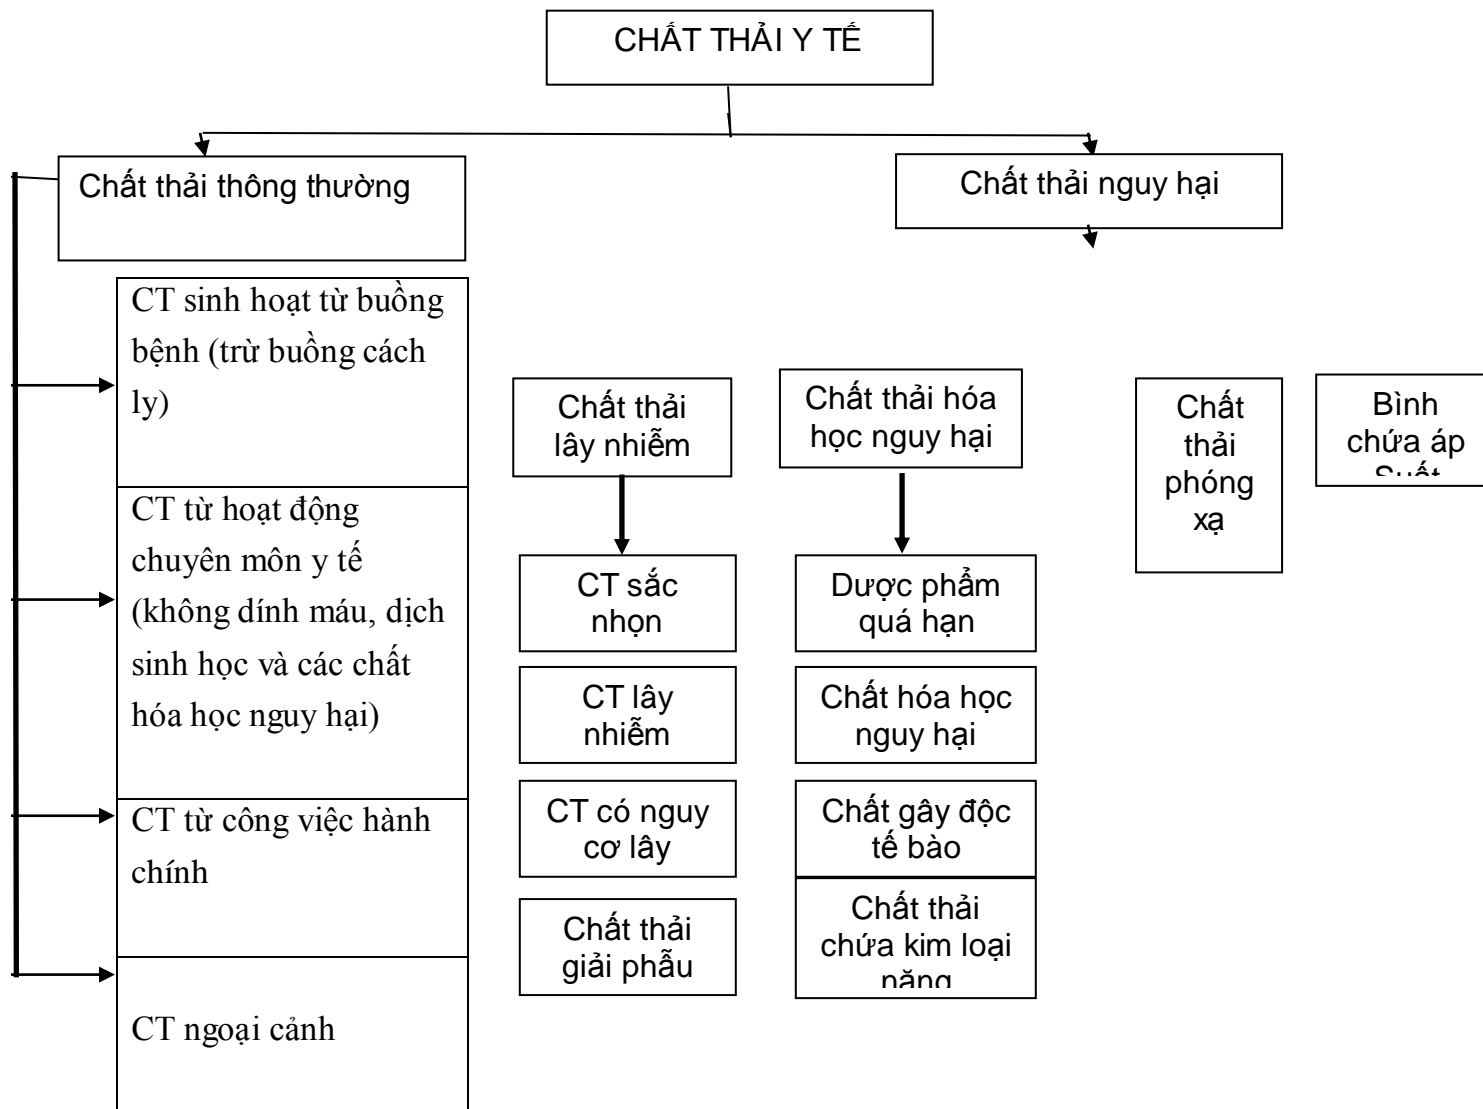 CHẤT THẢI Y TẾ
Chất thải thông thường
Chất thải nguy hại
CT sinh hoạt từ buồng
bệnh (trừ buồng cách
ly)
CT từ hoạt động
chuyên môn y tế
(không dính máu, dịch
sinh học và các chất
hóa học nguy hại)
CT từ công việc hành
chính
CT ngoại cảnh
Chất thải
lây nhiễm
CT sắc
nhọn
CT lây
nhiễm
CT có nguy
cơ lây
Chất thải
giải phẫu
Chất thải hóa
học nguy hại
Dược phẩm
quá hạn
Chất hóa học
nguy hại
Chất gây độc
tế bào
Chất thải
chứa kim loại
nặng
Chất
thải
phóng
xạ
Bình
chứa áp
Suất